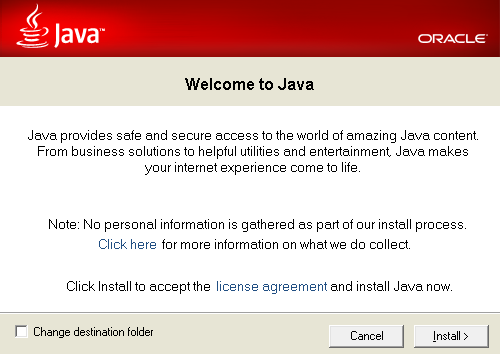 Java™
ORACLE®
Welcome to Java
Java provides safe and secure access to the world of amazing Java content.
From business solutions to helpful utilities and entertainment, Java makes
your internet experience come to life.
Note: No personal information is gathered as part of our install process.
Click here for more information on what we do collect.
Click Install to accept the license agreement and install Java now.
Change destination folder
Cancel
Install >